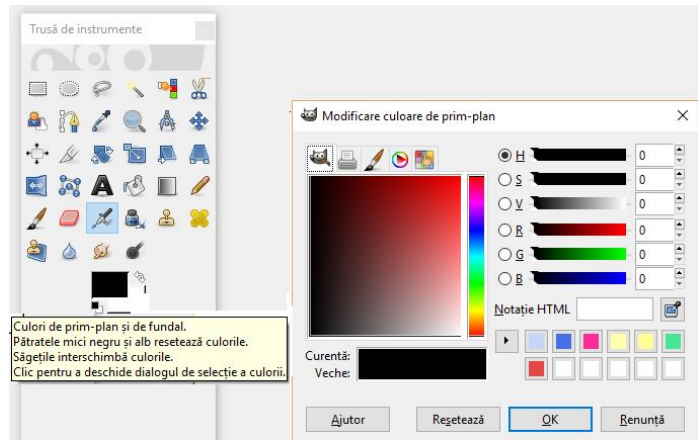 Trusă de instrumente
Culori de prim-plan și de fundal.
Pătratele mici negru și alb resetează culorile.
Săgețile interschimbă culorile.
Clic pentru a deschide dialogul de selecție a culorii.
Modificare culoare de prim-plan
H 0
S 0
V 0
R 0
G 0
B 0
Notație HTML
Curentă:
Veche:
Ajutor
Resetează
OK
Renunță